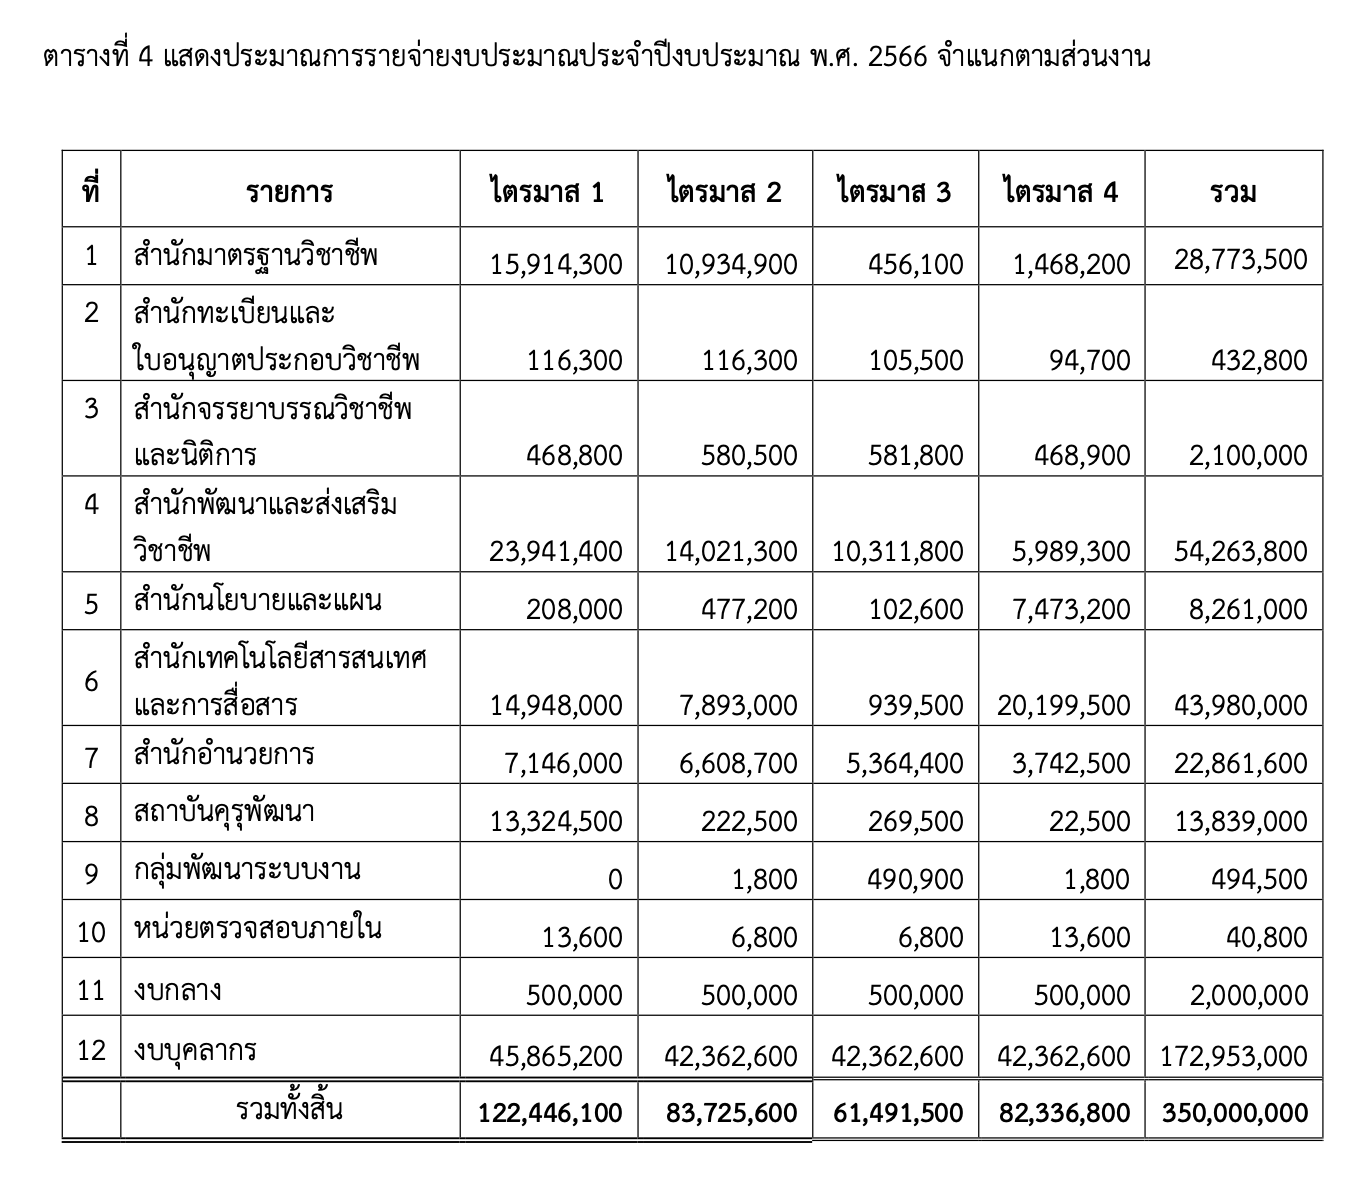 ตารางที่ 4 แสดงประมาณการรายจ่ายงบประมาณประจำปีงบประมาณ พ.ศ. 2566 จำแนกตามส่วนงาน
ที่ รายการ ไตรมาส 1 ไตรมาส 2 ไตรมาส 3 ไตรมาส 4 รวม
1 สำนักมาตรฐานวิชาชีพ 15,914,300 10,934,900 456,100 1,468,200 28,773,500
2 สำนักทะเบียนและ
ใบอนุญาตประกอบวิชาชีพ 116,300 116,300 105,500 94,700 432,800
3 สำนักจรรยาบรรณวิชาชีพ
และนิติการ 468,800 580,500 581,800 468,900 2,100,000
4 สำนักพัฒนาและส่งเสริม
วิชาชีพ 23,941,400 14,021,300 10,311,800 5,989,300 54,263,800
5 สำนักนโยบายและแผน 208,000 477,200 102,600 7,473,200 8,261,000
6 สำนักเทคโนโลยีสารสนเทศ
และการสื่อสาร 14,948,000 7,893,000 939,500 20,199,500 43,980,000
7 สำนักอำนวยการ 7,146,000 6,608,700 5,364,400 3,742,500 22,861,600
8 สถาบันคุรุพัฒนา 13,324,500 222,500 269,500 22,500 13,839,000
9 กลุ่มพัฒนาระบบงาน 0 1,800 490,900 1,800 494,500
10 หน่วยตรวจสอบภายใน 13,600 6,800 6,800 13,600 40,800
11 งบกลาง 500,000 500,000 500,000 500,000 2,000,000
12 งบบุคลากร 45,865,200 42,362,600 42,362,600 42,362,600 172,953,000
รวมทั้งสิ้น 122,446,100 83,725,600 61,491,500 82,336,800 350,000,000